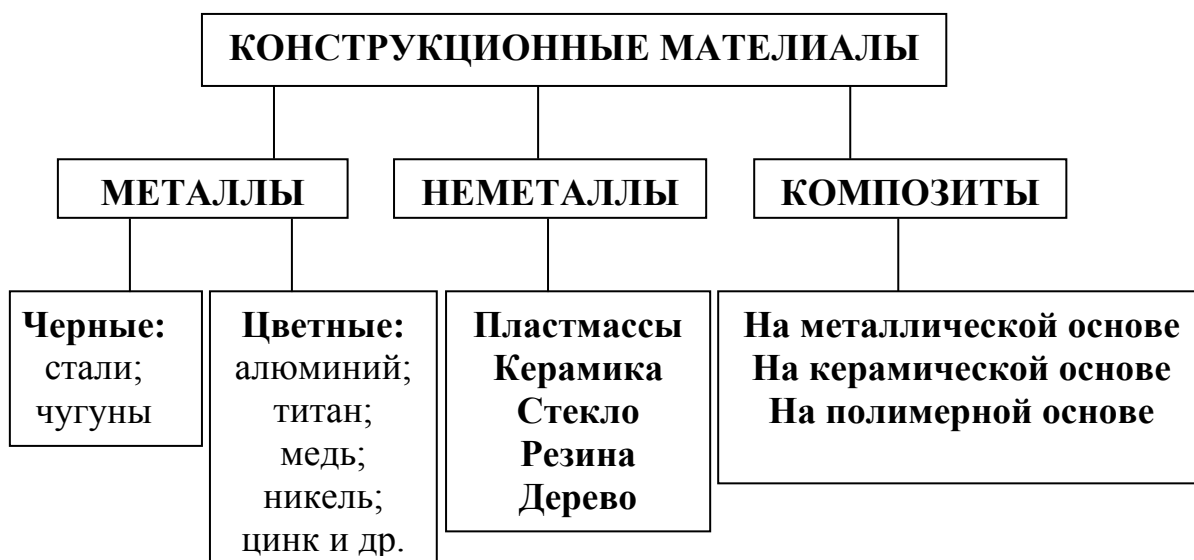 КОНСТРУКЦИОННЫЕ МАТЕЛИАЛЫ
МЕТАЛЛЫ
НЕМЕТАЛЛЫ
КОМПОЗИТЫ
Черные:
стали;
чугуны
Цветные:
алюминий;
титан;
медь;
никель;
цинк и др.
Пластмассы
Керамика
Стекло
Резина
Дерево
На металлической основе
На керамической основе
На полимерной основе